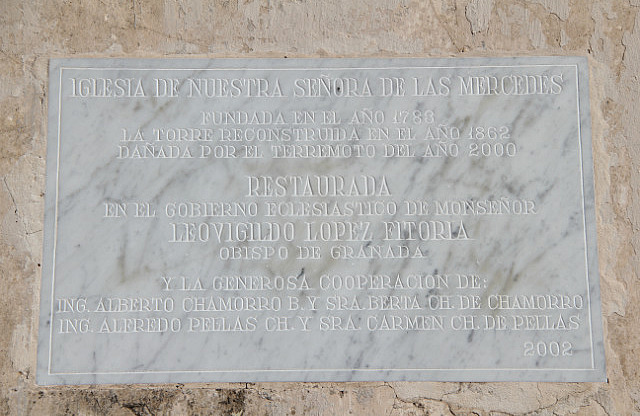 IGLESIA DE NUESTRA SEÑORA DE LAS MERCEDES
FUNDADA EN EL AÑO 1783
LA TORRE RECONSTRUIDA EN EL AÑO 1862
DAÑADA POR EL TERREMOTO DEL AÑO 2000
RESTAURADA
EN EL GOBIERNO ECLESIASTICO DE MONSEÑOR
LEOVIGILDO LOPEZ FITORIA
OBISPO DE GRANADA
Y LA GENEROSA COOPERACION DE:
ING. ALBERTO CHAMORRO B. Y SRA. BERTA CH. DE CHAMORRO
ING. ALFREDO PELLAS CH. Y SRA. CARMEN CH. DE PELLAS
2002